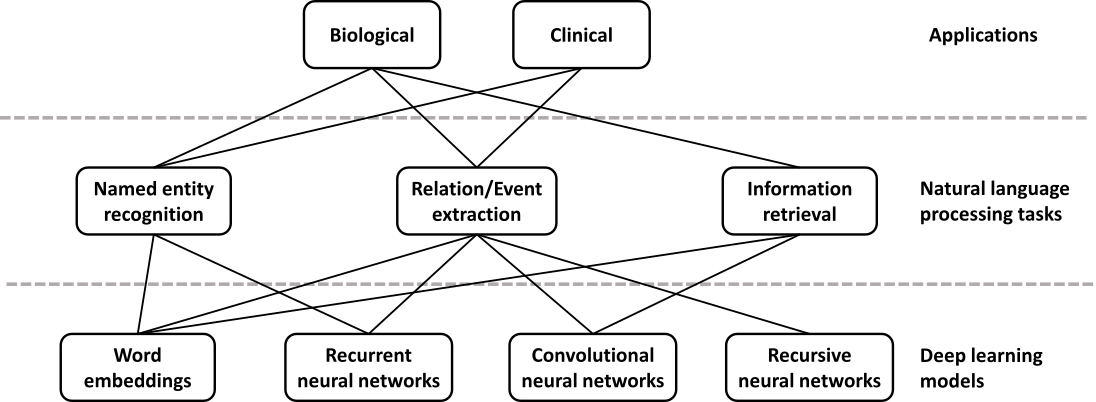 Biological
Clinical
Applications
Named entity
recognition
Relation/Event
extraction
Information
retrieval
Natural language
processing tasks
Word
embeddings
Recurrent
neural networks
Convolutional
neural networks
Recursive
neural networks
Deep learning
models